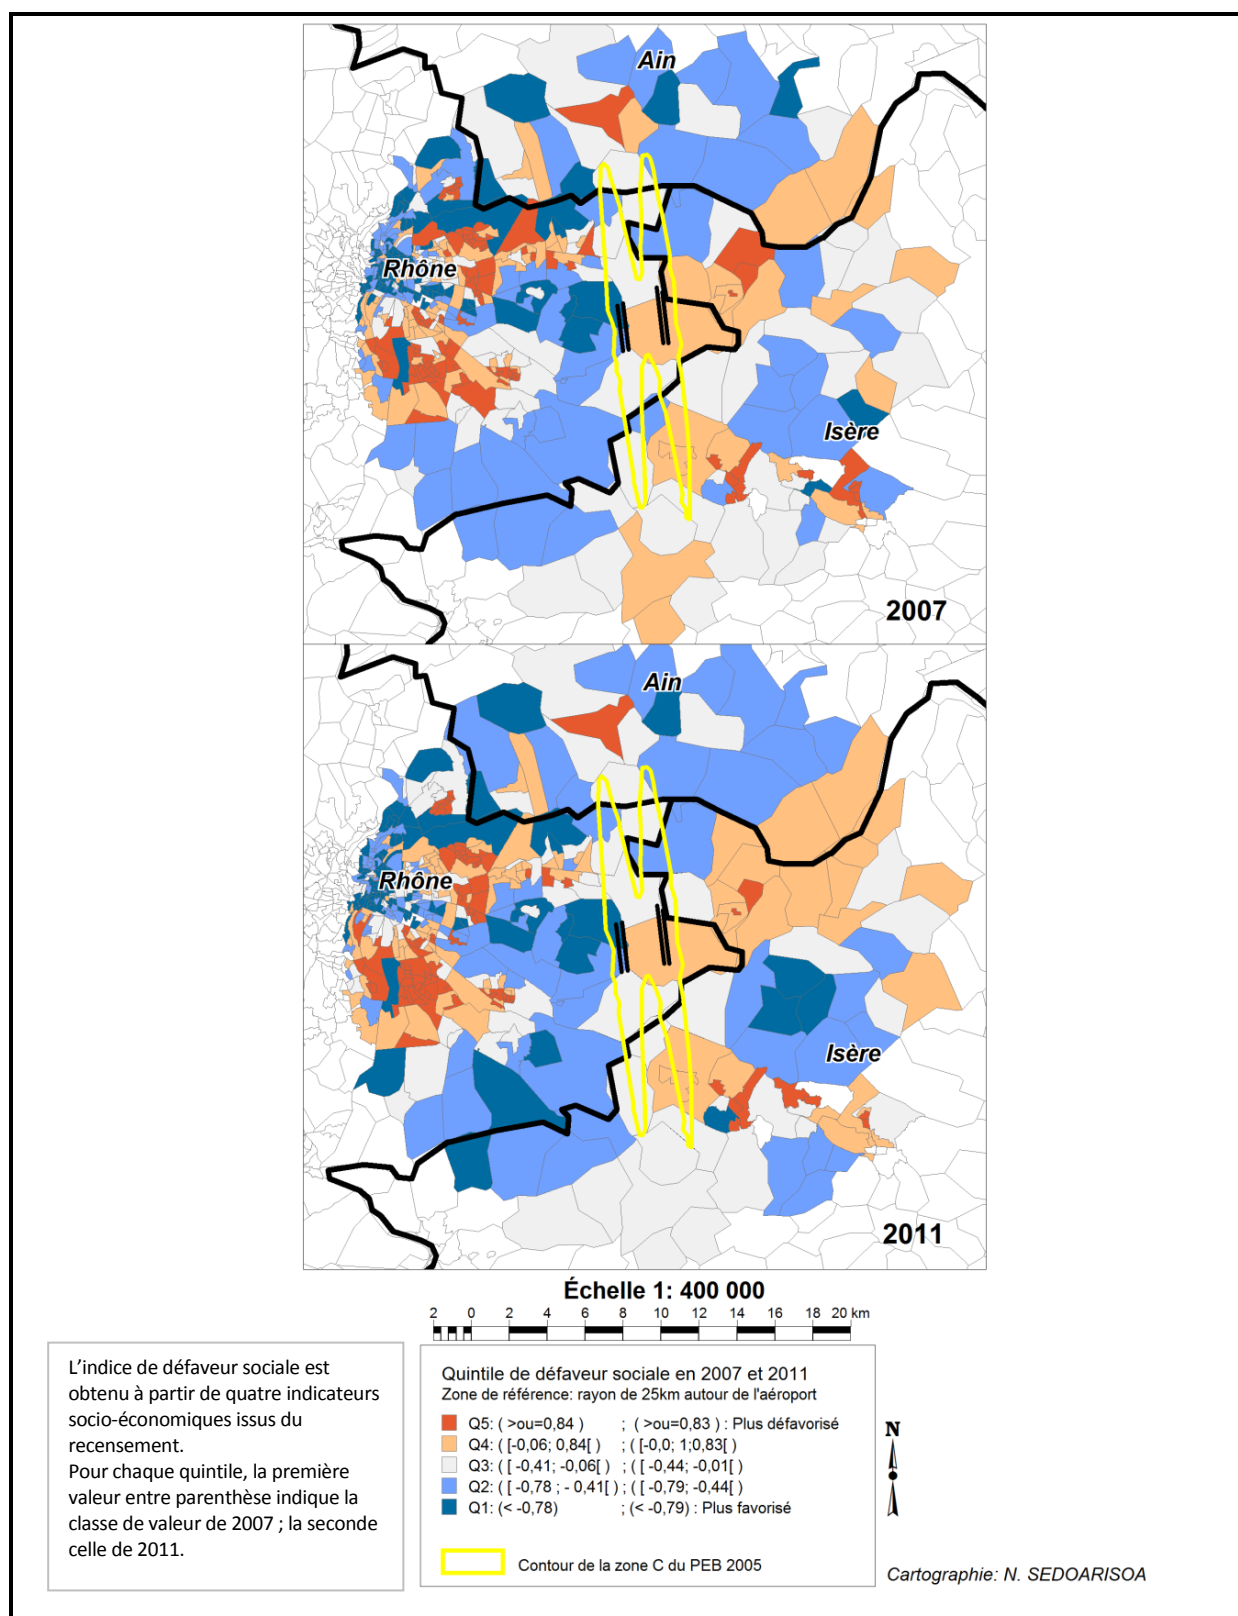 Ain
Rhône
Isère
2007
Ain
Rhône
Isère
2011
Échelle 1: 400 000
2 0 2 4 6 8 10 12 14 16 18 20 km
L'indice de défaveur sociale est
obtenu à partir de quatre indicateurs
socio-économiques issus du
recensement.
Pour chaque quintile, la première
valeur entre parenthèse indique la
classe de valeur de 2007 ; la seconde
celle de 2011.
Quintile de défaveur sociale en 2007 et 2011
Zone de référence: rayon de 25km autour de l'aéroport
Q5: ( >ou=0,84 ) ; ( >ou=0,83 ) : Plus défavorisé
Q4: ( [-0,06; 0,84[ ) ; ( [-0,0; 1;0,83[ )
Q3: ( [ -0,41; -0,06[ ) ; ( [ -0,44; -0,01[ )
Q2: ( [ -0,78 ; - 0,41[ ) ; ( [ -0,79; -0,44[ )
Q1: (< -0,78) ; (< -0,79) : Plus favorisé
Contour de la zone C du PEB 2005
N
Cartographie: N. SEDOARISOA